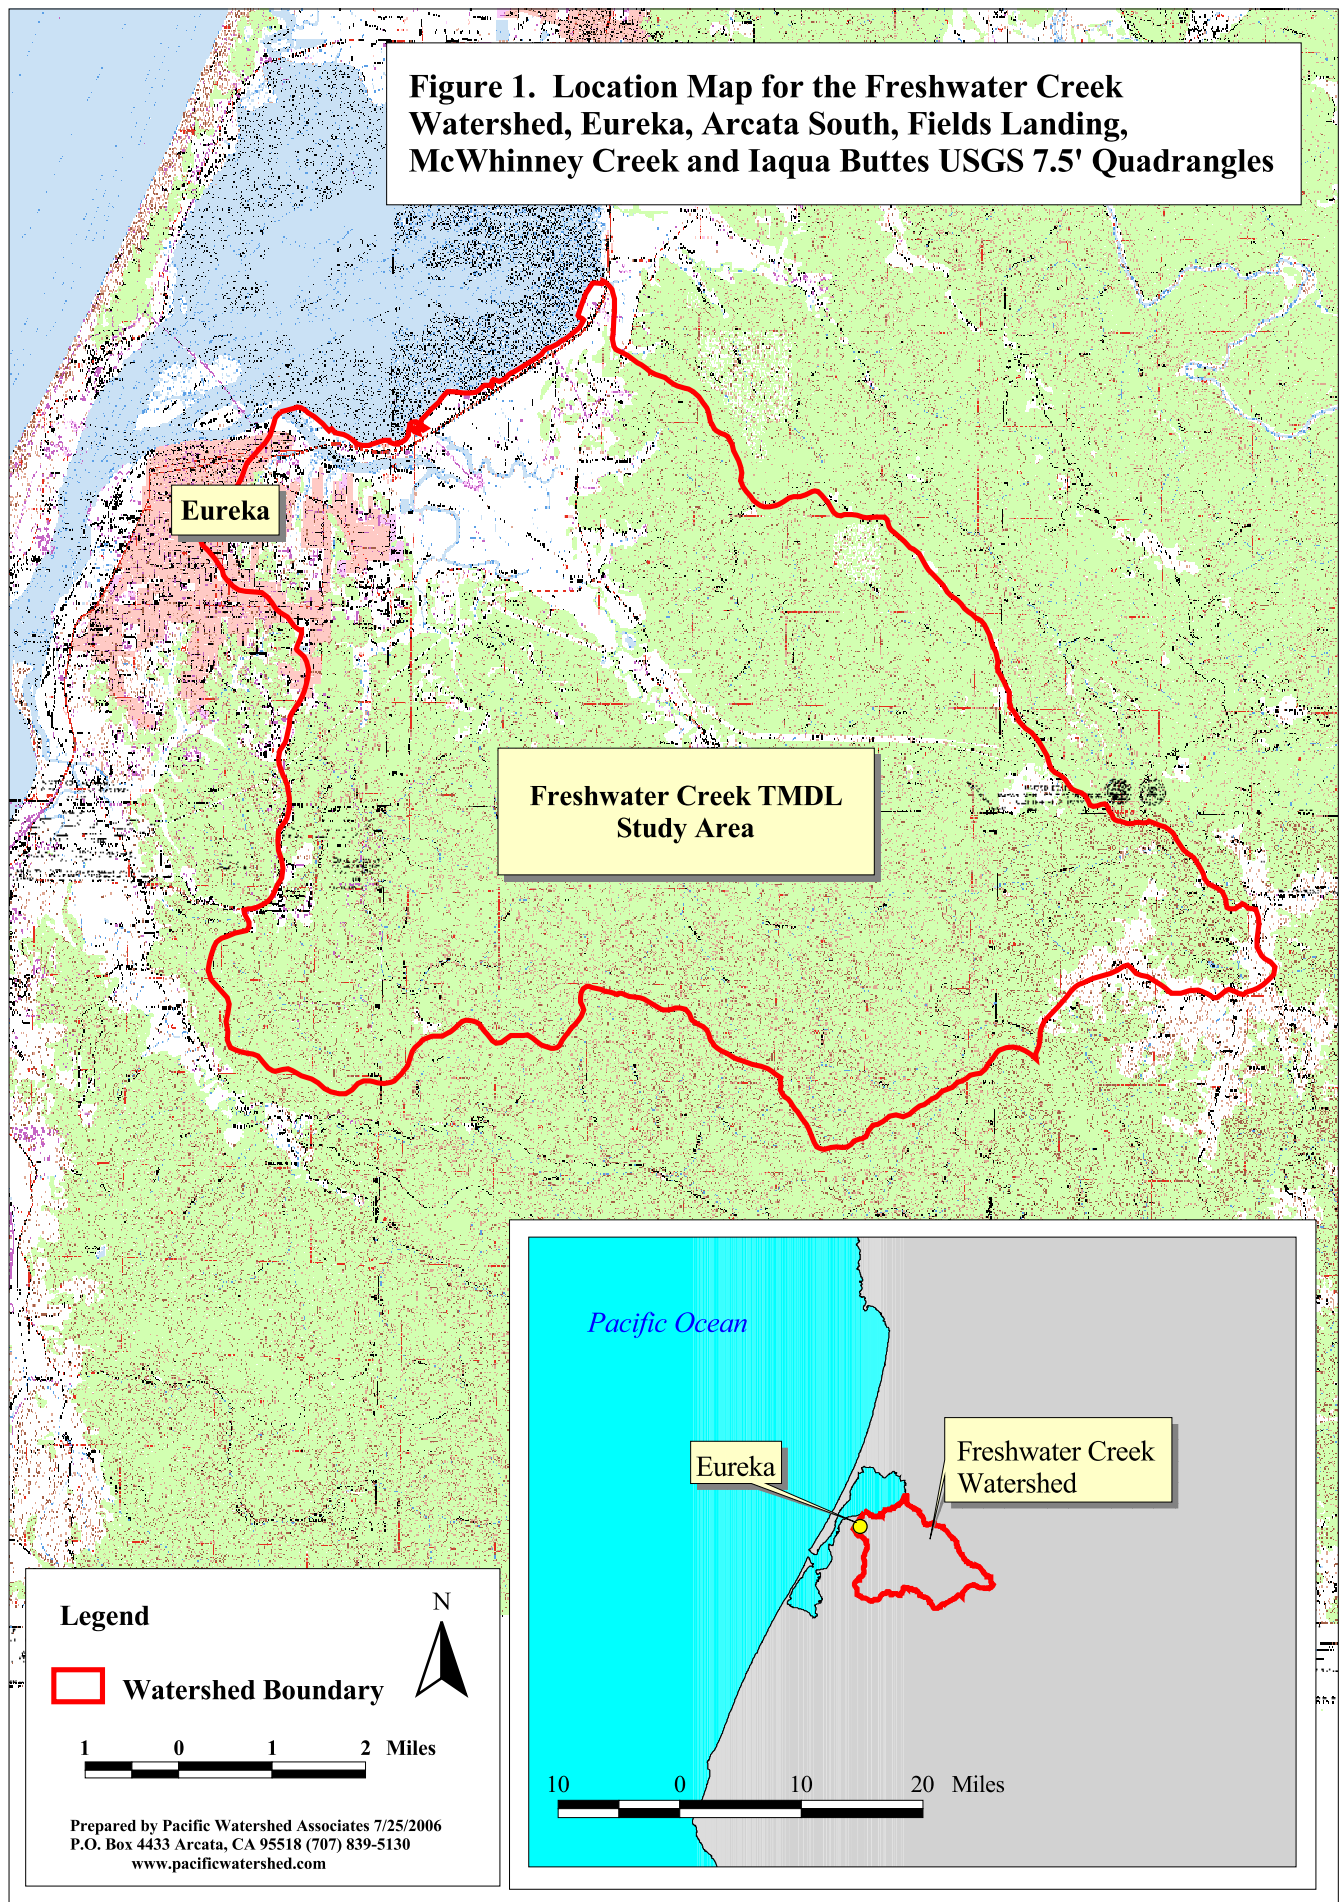 Figure 1.  Location Map for the Freshwater Creek
Watershed, Eureka, Arcata South, Fields Landing,
McWhinney Creek and Iaqua Buttes USGS 7.5' Quadrangles
Eureka
Freshwater Creek TMDL
Study Area
Pacific Ocean
Eureka
Freshwater Creek
Watershed
10 0 10 20 Miles
Legend
N
Watershed Boundary
1 0 1 2 Miles
Prepared by Pacific Watershed Associates 7/25/2006
P.O. Box 4433 Arcata, CA 95518 (707) 839-5130
www.pacificwatershed.com